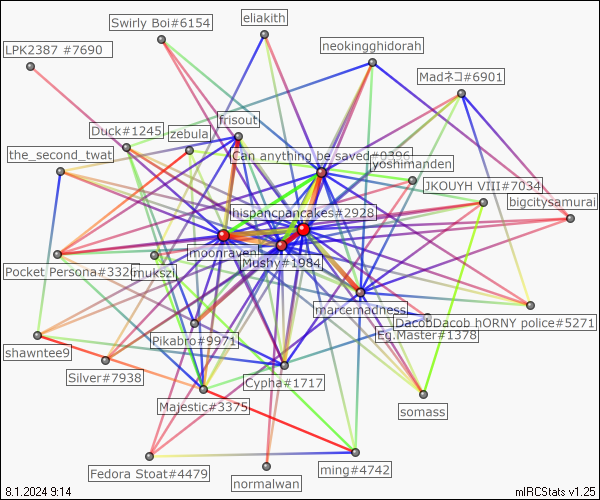 Swirly Boi#6154
eliakith
LPK2387 #7690
neokingghidorah
Madネコ#6901
frisout
Duck#1245
zebula
the_second_twat
Can anything be saved#0396
yoshimanden
JKOUYH VIII#7034
bigcitysamurai
hispancpancakes#2928
moonraven
Mushy#1984
Pocket Persona#332
mukszi
marcemadness
DacobDacob hORNY police#5271
Eg.Master#1378
Pikabro#9971
shawntee9
Silver#7938
Cypha#1717
Majestic#3375
somass
Fedora Stoat#4479
ming#4742
normalwan
8.1.2024 9:14
mIRCStats v1.25